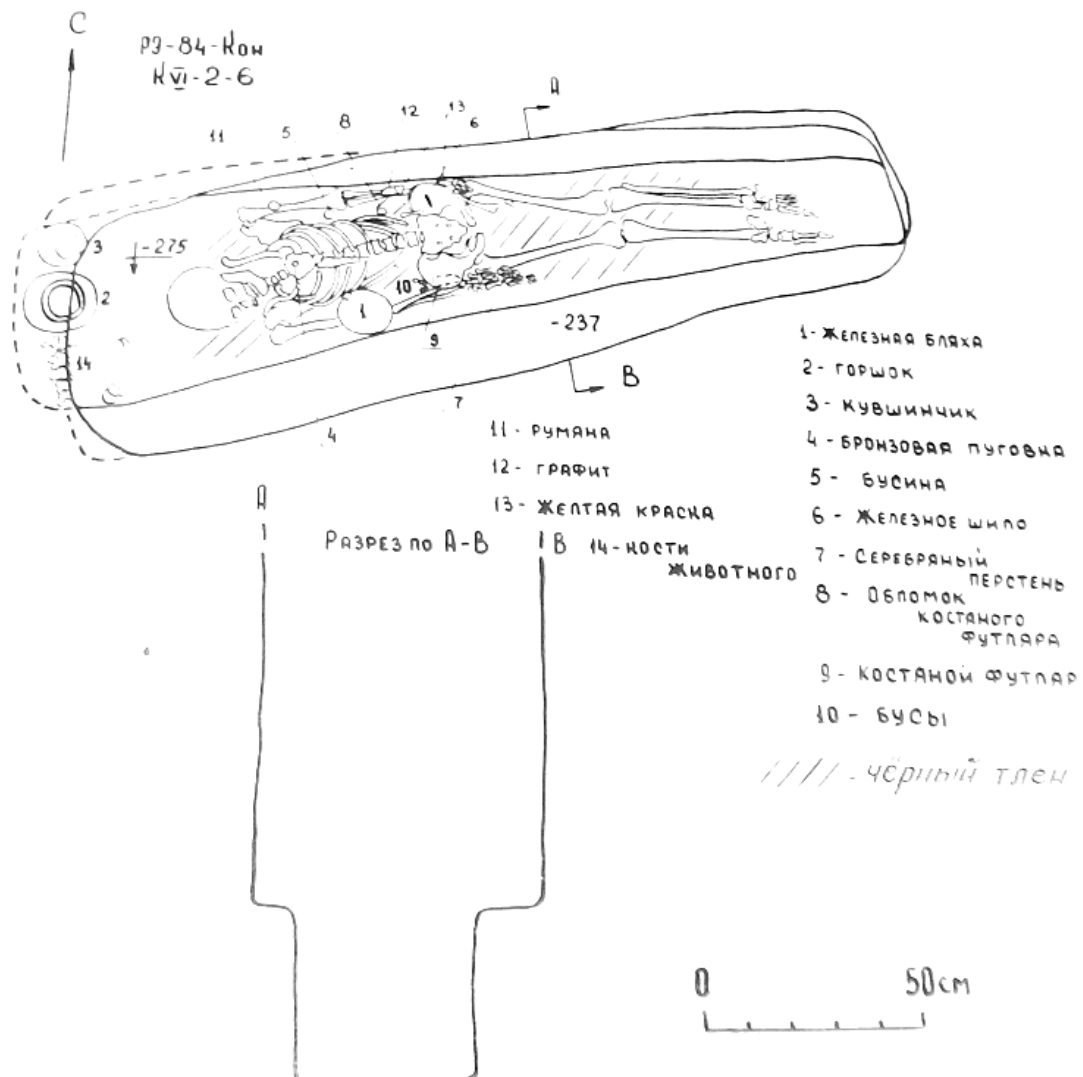 С
РЭ-84-Кон
КVI-2-6
А
11 5 8 12 13 6
3
-275
2
10
1
14
9
-237
В
7
4
1- Железная бляха
2- горшок
3- кувшинчик
4- бронзовая пуговка
5- бусина
6- Железное шило
7- Серебряный
перстень
8- Обломок
костяного
футляра
9- костяной футляр
10- бусы
11- румяна
12- графит
13- Желтая краска
14-кости
животного
//// - чёрный тлен
А
Разрез по А-В
В
0 50см